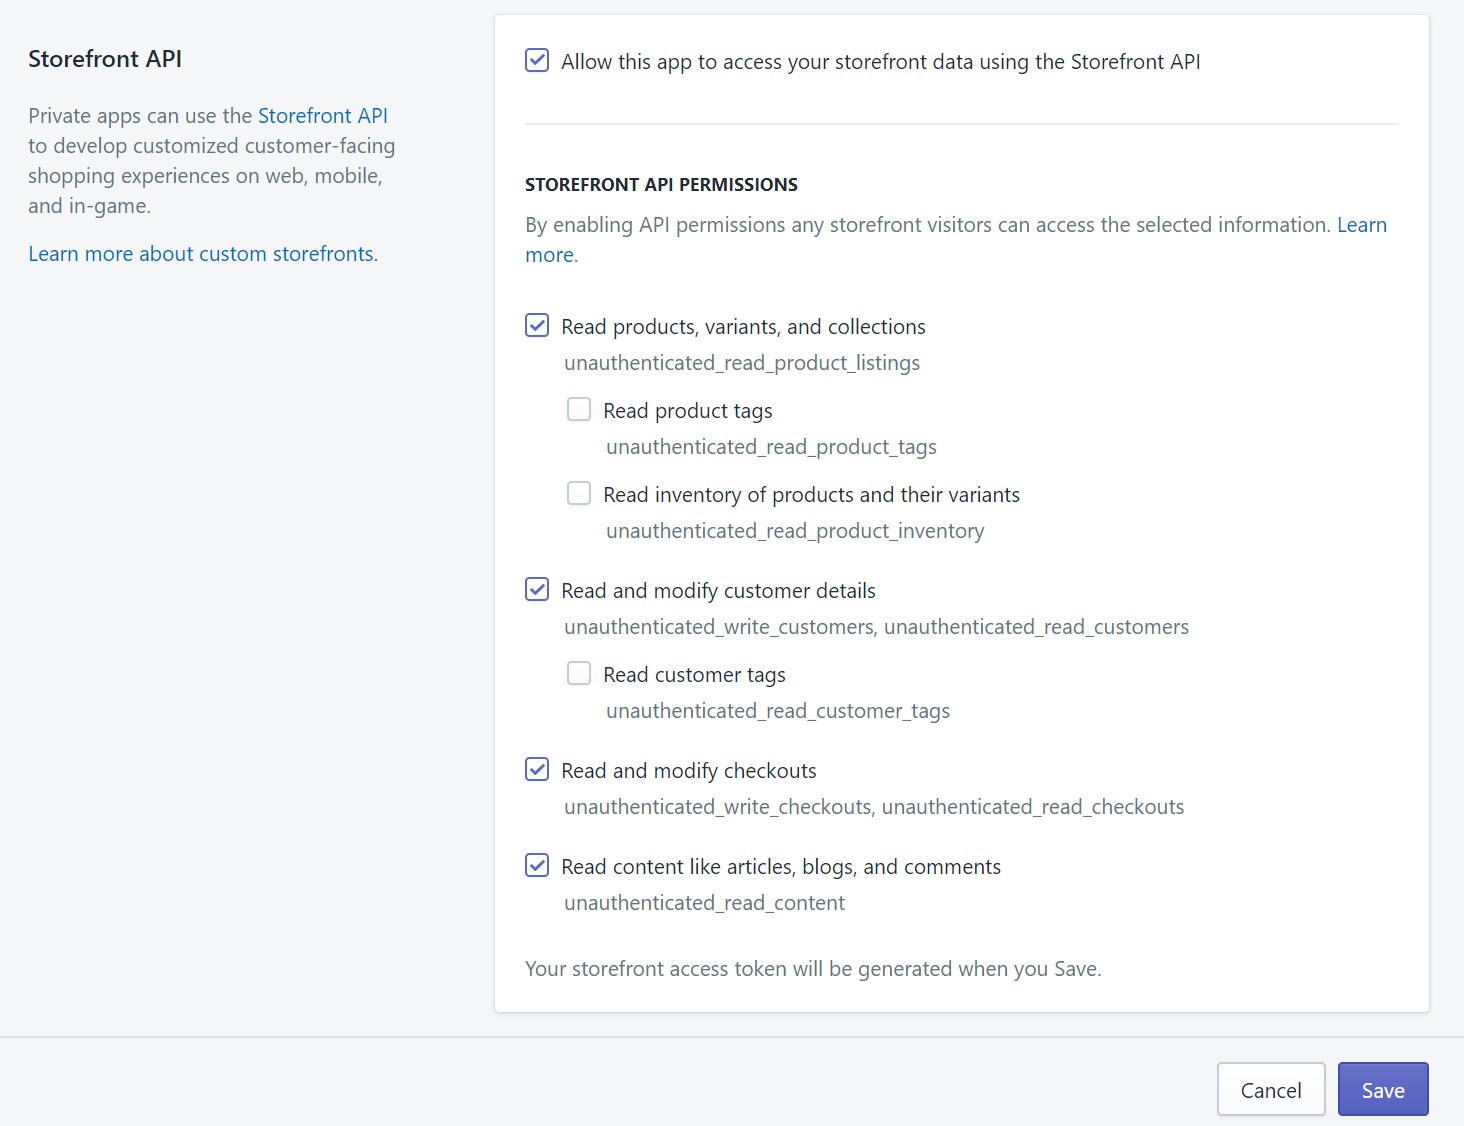 Storefront API
Private apps can use the Storefront API
to develop customized customer-facing
shopping experiences on web, mobile,
and in-game.
Learn more about custom storefronts.
Allow this app to access your storefront data using the Storefront API
STOREFRONT API PERMISSIONS
By enabling API permissions any storefront visitors can access the selected information. Learn
more.
Read products, variants, and collections
unauthenticated_read_product_listings
Read product tags
unauthenticated_read_product_tags
Read inventory of products and their variants
unauthenticated_read_product_inventory
Read and modify customer details
unauthenticated_write_customers, unauthenticated_read_customers
Read customer tags
unauthenticated_read_customer_tags
Read and modify checkouts
unauthenticated_write_checkouts, unauthenticated_read_checkouts
Read content like articles, blogs, and comments
unauthenticated_read_content
Your storefront access token will be generated when you Save.
Cancel
Save